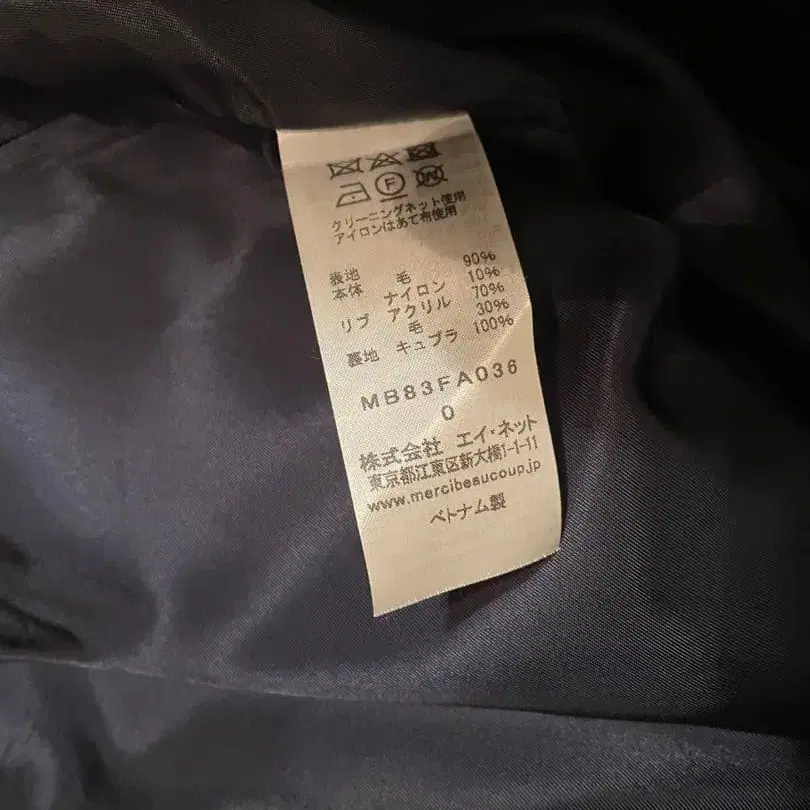 F W
クリーニングネット使用
アイロンはあて布使用
表地 毛 90%
本体 ナイロン 10%
リブ アクリル 70%
毛 30%
裏地 キュプラ 100%
MB83FA036
0
株式会社 エイ・ネット
東京都江東区新大橋1-1-11
www.mercibeaucoup.jp
ベトナム製